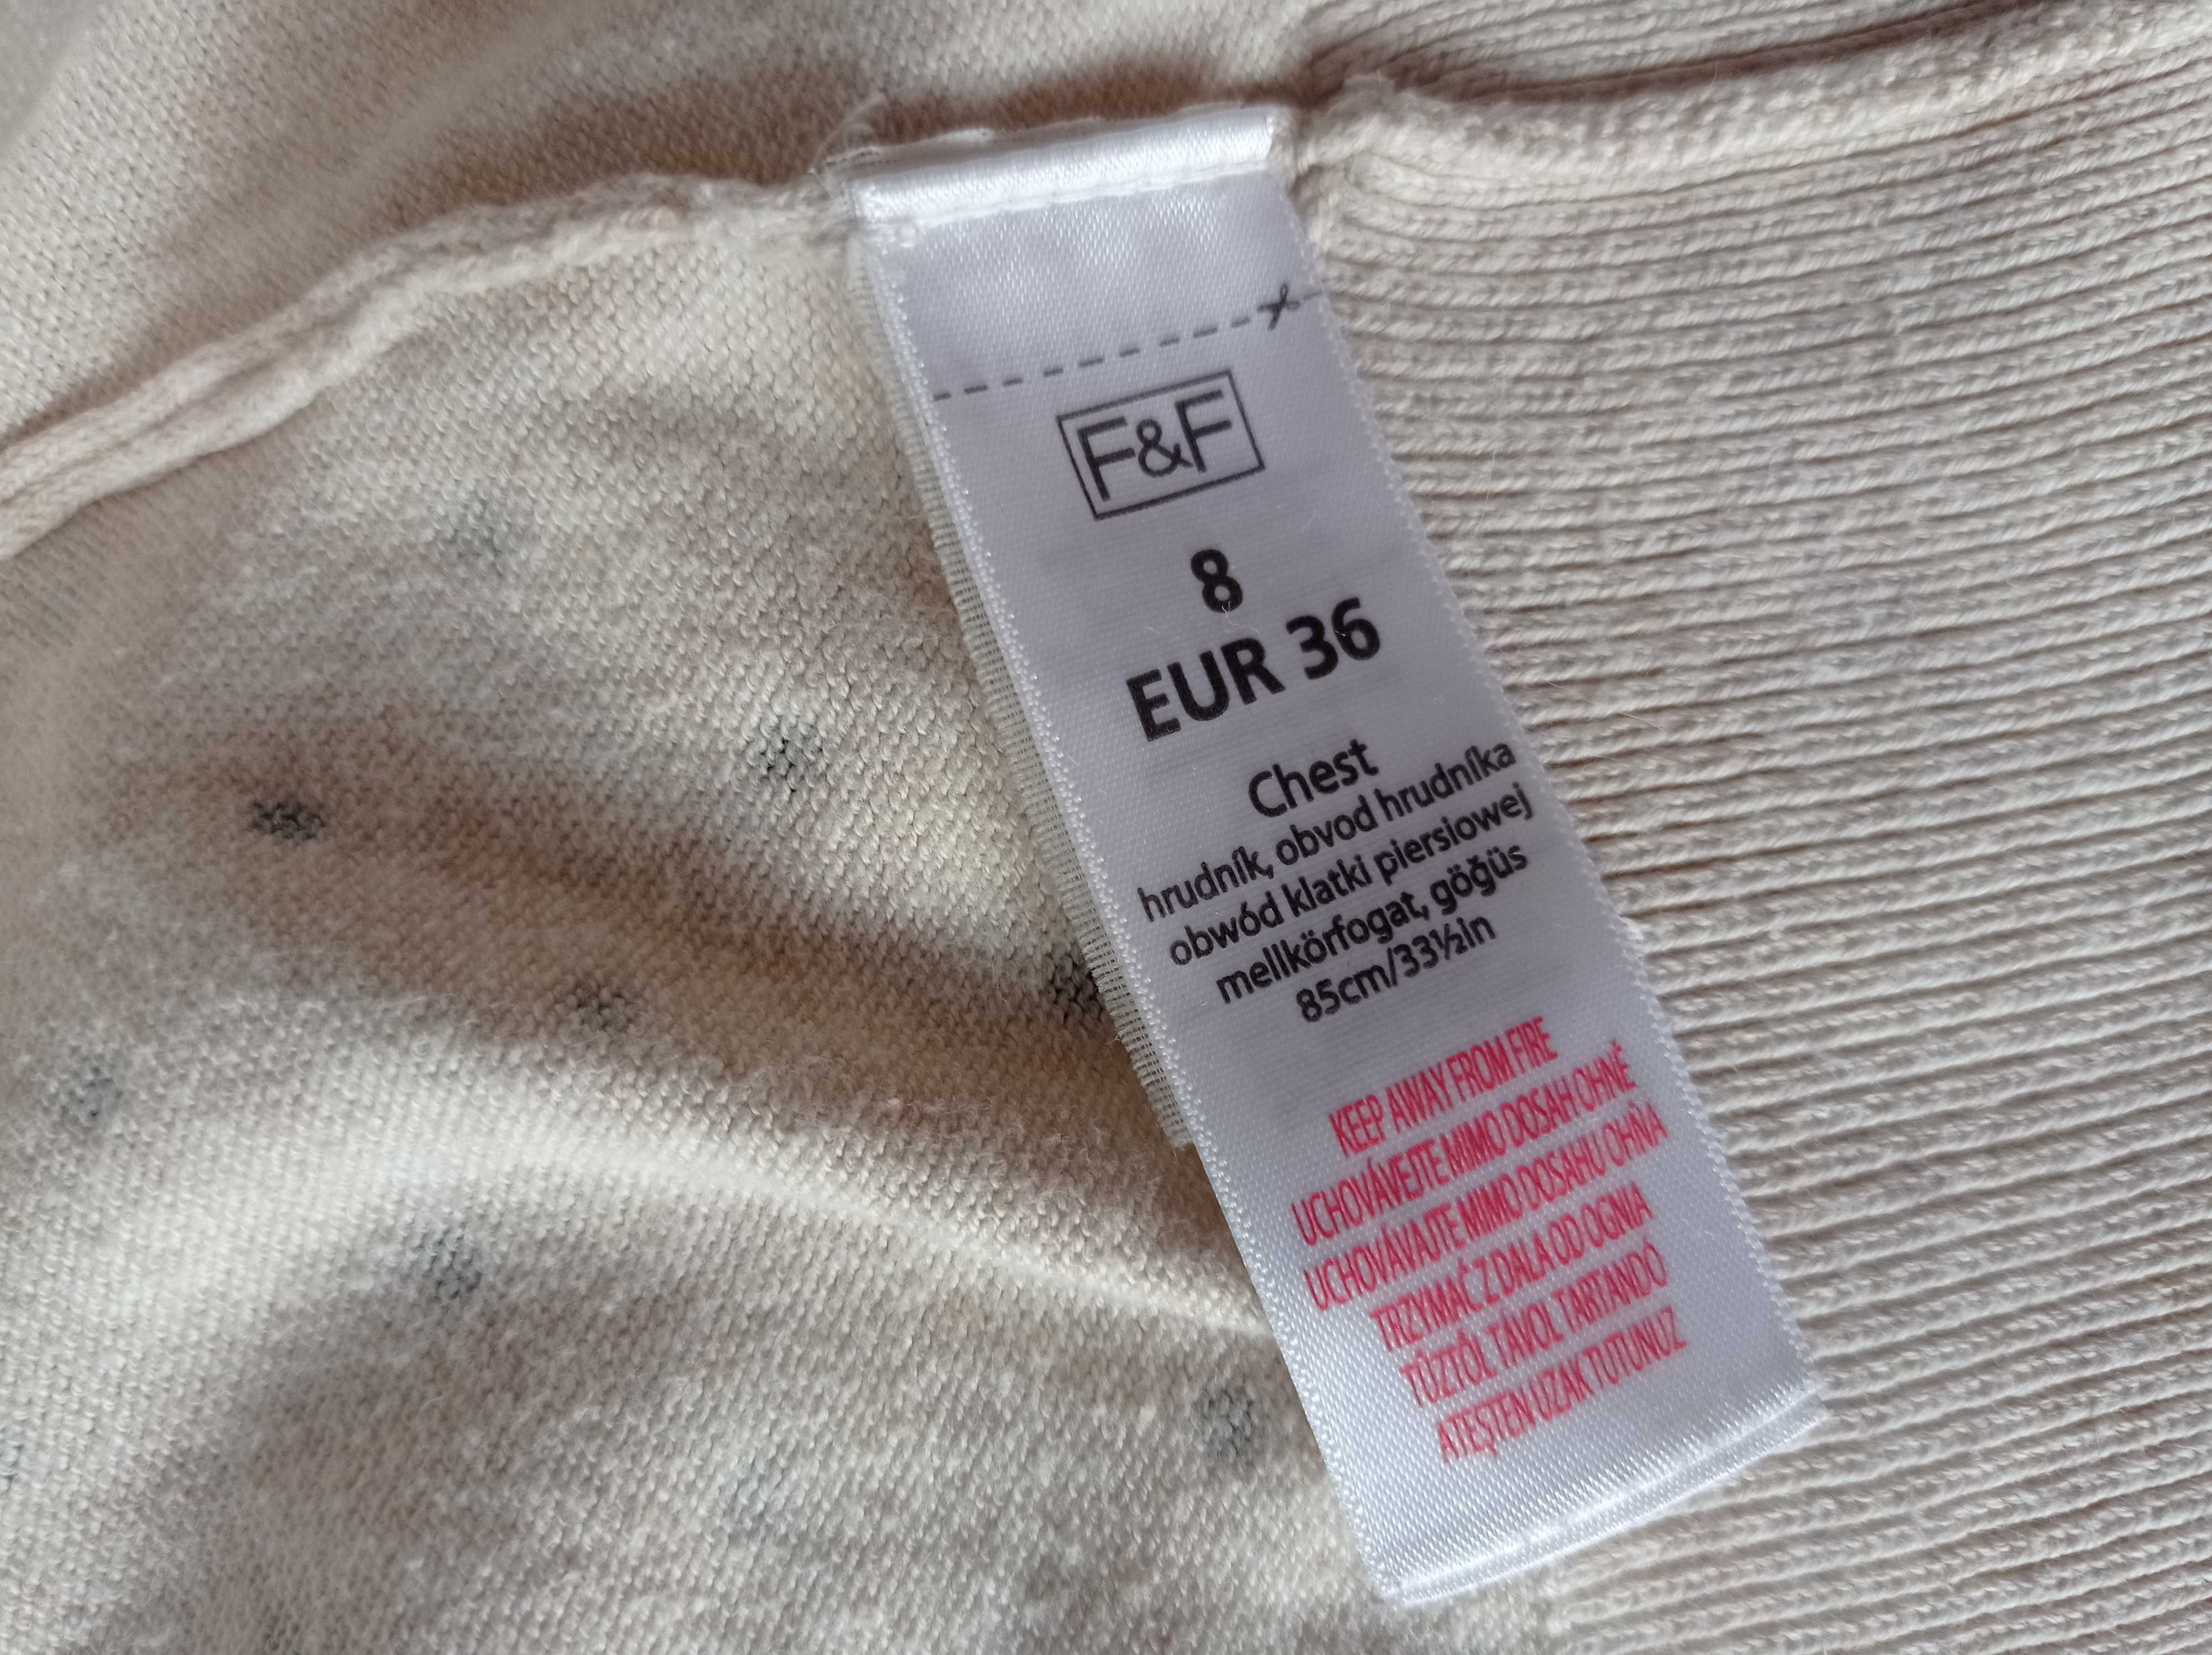 F&F
8
EUR 36
Chest
hrudník, obvod hrudníka
obwód klatki piersiowej
mellkörfogat, göğüs
85cm/33½in
KEEP AWAY FROM FIRE
UCHOVÁVEJTE MIMO DOSAH OHNĚ
UCHOVÁVAJTE MIMO DOSAHU OHŇA
TRZYMAĆ Z DALA OD OGNIA
TŰZTŐL TÁVOL TARTANDÓ
ATEŞTEN UZAK TUTUNUZ